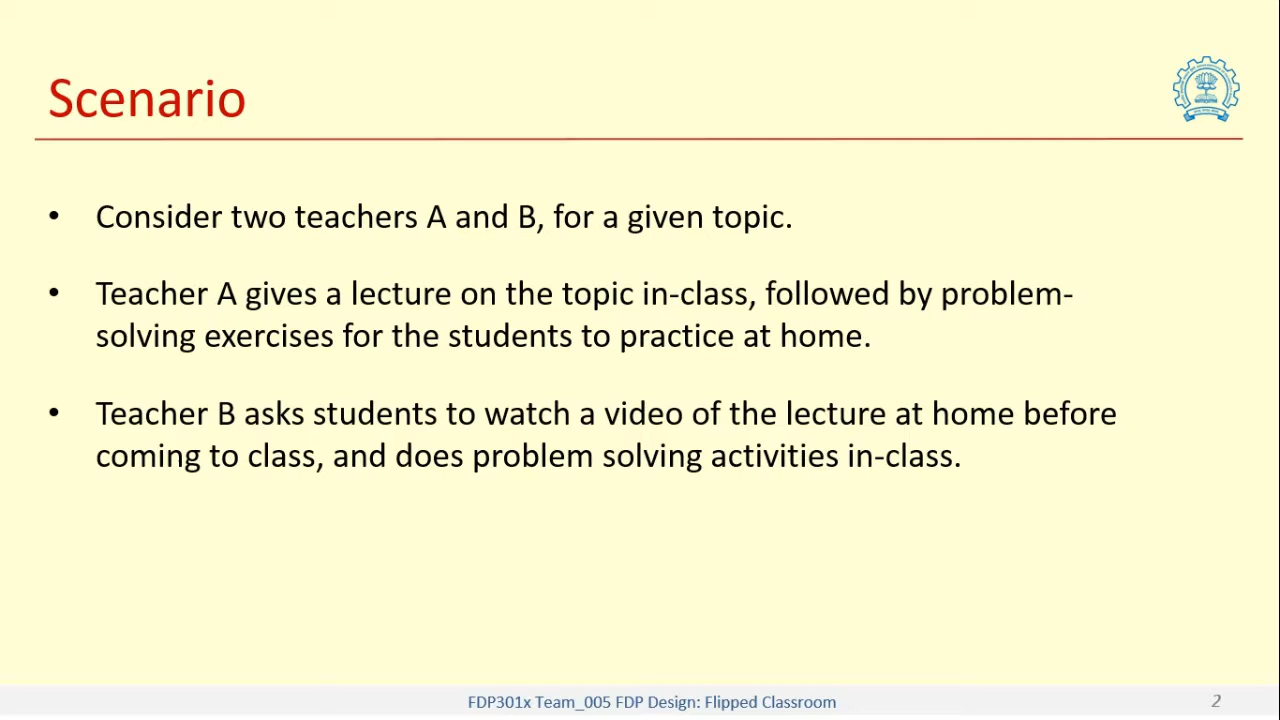 Scenario
• Consider two teachers A and B, for a given topic.
• Teacher A gives a lecture on the topic in-class, followed by problem-
solving exercises for the students to practice at home.
• Teacher B asks students to watch a video of the lecture at home before
coming to class, and does problem solving activities in-class.
FDP301x Team_005 FDP Design: Flipped Classroom
2